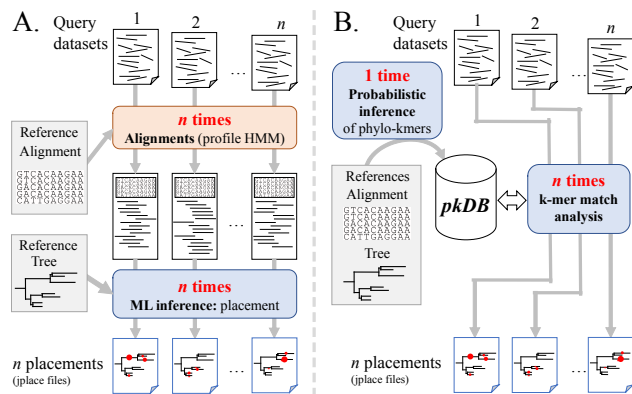 A.
Query
datasets
1
2
n
...
n times
Alignments (profile HMM)
Reference
Alignment
GTCACAAGAA
GTGACAAGAA
GACACAAGAA
GACACAAGAA
CATTGAGGAA
...
Reference
Tree
n times
ML inference: placement
n placements
(jplace files)
...
B.
Query
datasets
1
2
n
...
1 time
Probabilistic
inference
of phylo-kmers
References
Alignment
GTCACAAGAA
GTGACAAGAA
GACACAAGAA
GACACAAGAA
CATTGAGGAA
Tree
pkDB
n times
k-mer match
analysis
n placements
(jplace files)
...